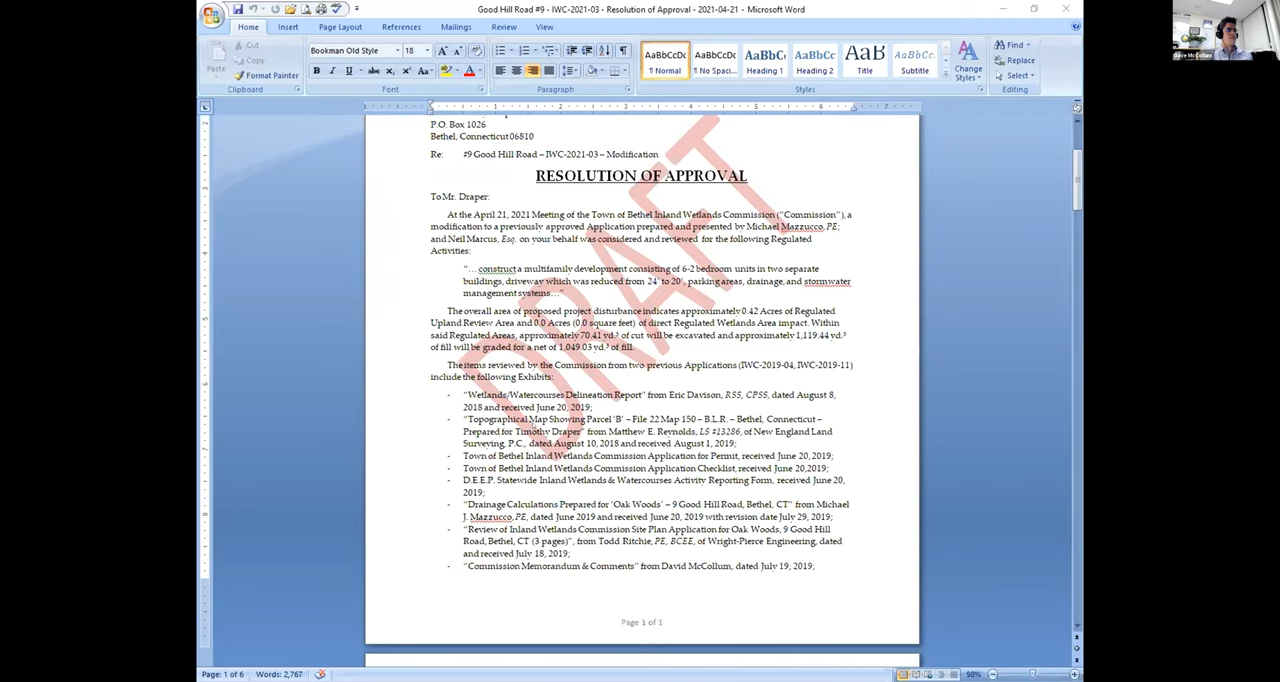 Good Hill Road #9 - IWC-2021-03 - Resolution of Approval - 2021-04-21 - Microsoft Word
Home Insert Page Layout References Mailings Review View
Paste
Cut
Copy
Format Painter
Clipboard
Bookman Old Style 18
Font
Paragraph
AaBbCcDc AaBbCcDc AaBbC AaBbCc AaB AaBbCc.
¶ Normal ¶ No Spaci... Heading 1 Heading 2 Title Subtitle
Change Styles
Styles
Find
Replace
Select
Editing
Dave McCollum
P.O. Box 1026
Bethel, Connecticut 06810
Re: #9 Good Hill Road – IWC-2021-03 – Modification
RESOLUTION OF APPROVAL
To Mr. Draper:
At the April 21, 2021 Meeting of the Town of Bethel Inland Wetlands Commission (“Commission”), a
modification to a previously approved Application prepared and presented by Michael Mazzucco, PE;
and Neil Marcus, Esq. on your behalf was considered and reviewed for the following Regulated
Activities:
“… construct a multifamily development consisting of 6-2 bedroom units in two separate
buildings, driveway which was reduced from 24’ to 20’, parking areas, drainage, and stormwater
management systems…”
The overall area of proposed project disturbance indicates approximately 0.42 Acres of Regulated
Upland Review Area and 0.0 Acres (0.0 square feet) of direct Regulated Wetlands Area impact. Within
said Regulated Areas, approximately 70.41 yd.³ of cut will be excavated and approximately 1,119.44 yd.³
of fill will be graded for a net of 1,049.03 yd.³ of fill.
The items reviewed by the Commission from two previous Applications (IWC-2019-04, IWC-2019-11)
include the following Exhibits:
- “Wetlands/Watercourses Delineation Report” from Eric Davison, RSS, CPSS, dated August 8,
2018 and received June 20, 2019;
- “Topographical Map Showing Parcel ‘B’ – File 22 Map 150 – B.L.R. – Bethel, Connecticut –
Prepared for Timothy Draper” from Matthew E. Reynolds, LS #13286, of New England Land
Surveying, P.C., dated August 10, 2018 and received August 1, 2019;
- Town of Bethel Inland Wetlands Commission Application for Permit, received June 20, 2019;
- Town of Bethel Inland Wetlands Commission Application Checklist, received June 20,2019;
- D.E.E.P. Statewide Inland Wetlands & Watercourses Activity Reporting Form, received June 20,
2019;
- “Drainage Calculations Prepared for ‘Oak Woods’ – 9 Good Hill Road, Bethel, CT” from Michael
J. Mazzucco, PE, dated June 2019 and received June 20, 2019 with revision date July 29, 2019;
- “Review of Inland Wetlands Commission Site Plan Application for Oak Woods, 9 Good Hill
Road, Bethel, CT (3 pages)”, from Todd Ritchie, PE, BCEE, of Wright-Pierce Engineering, dated
and received July 18, 2019;
- “Commission Memorandum & Comments” from David McCollum, dated July 19, 2019;
DRAFT
Page 1 of 1
Page: 1 of 6 Words: 2,767 98%